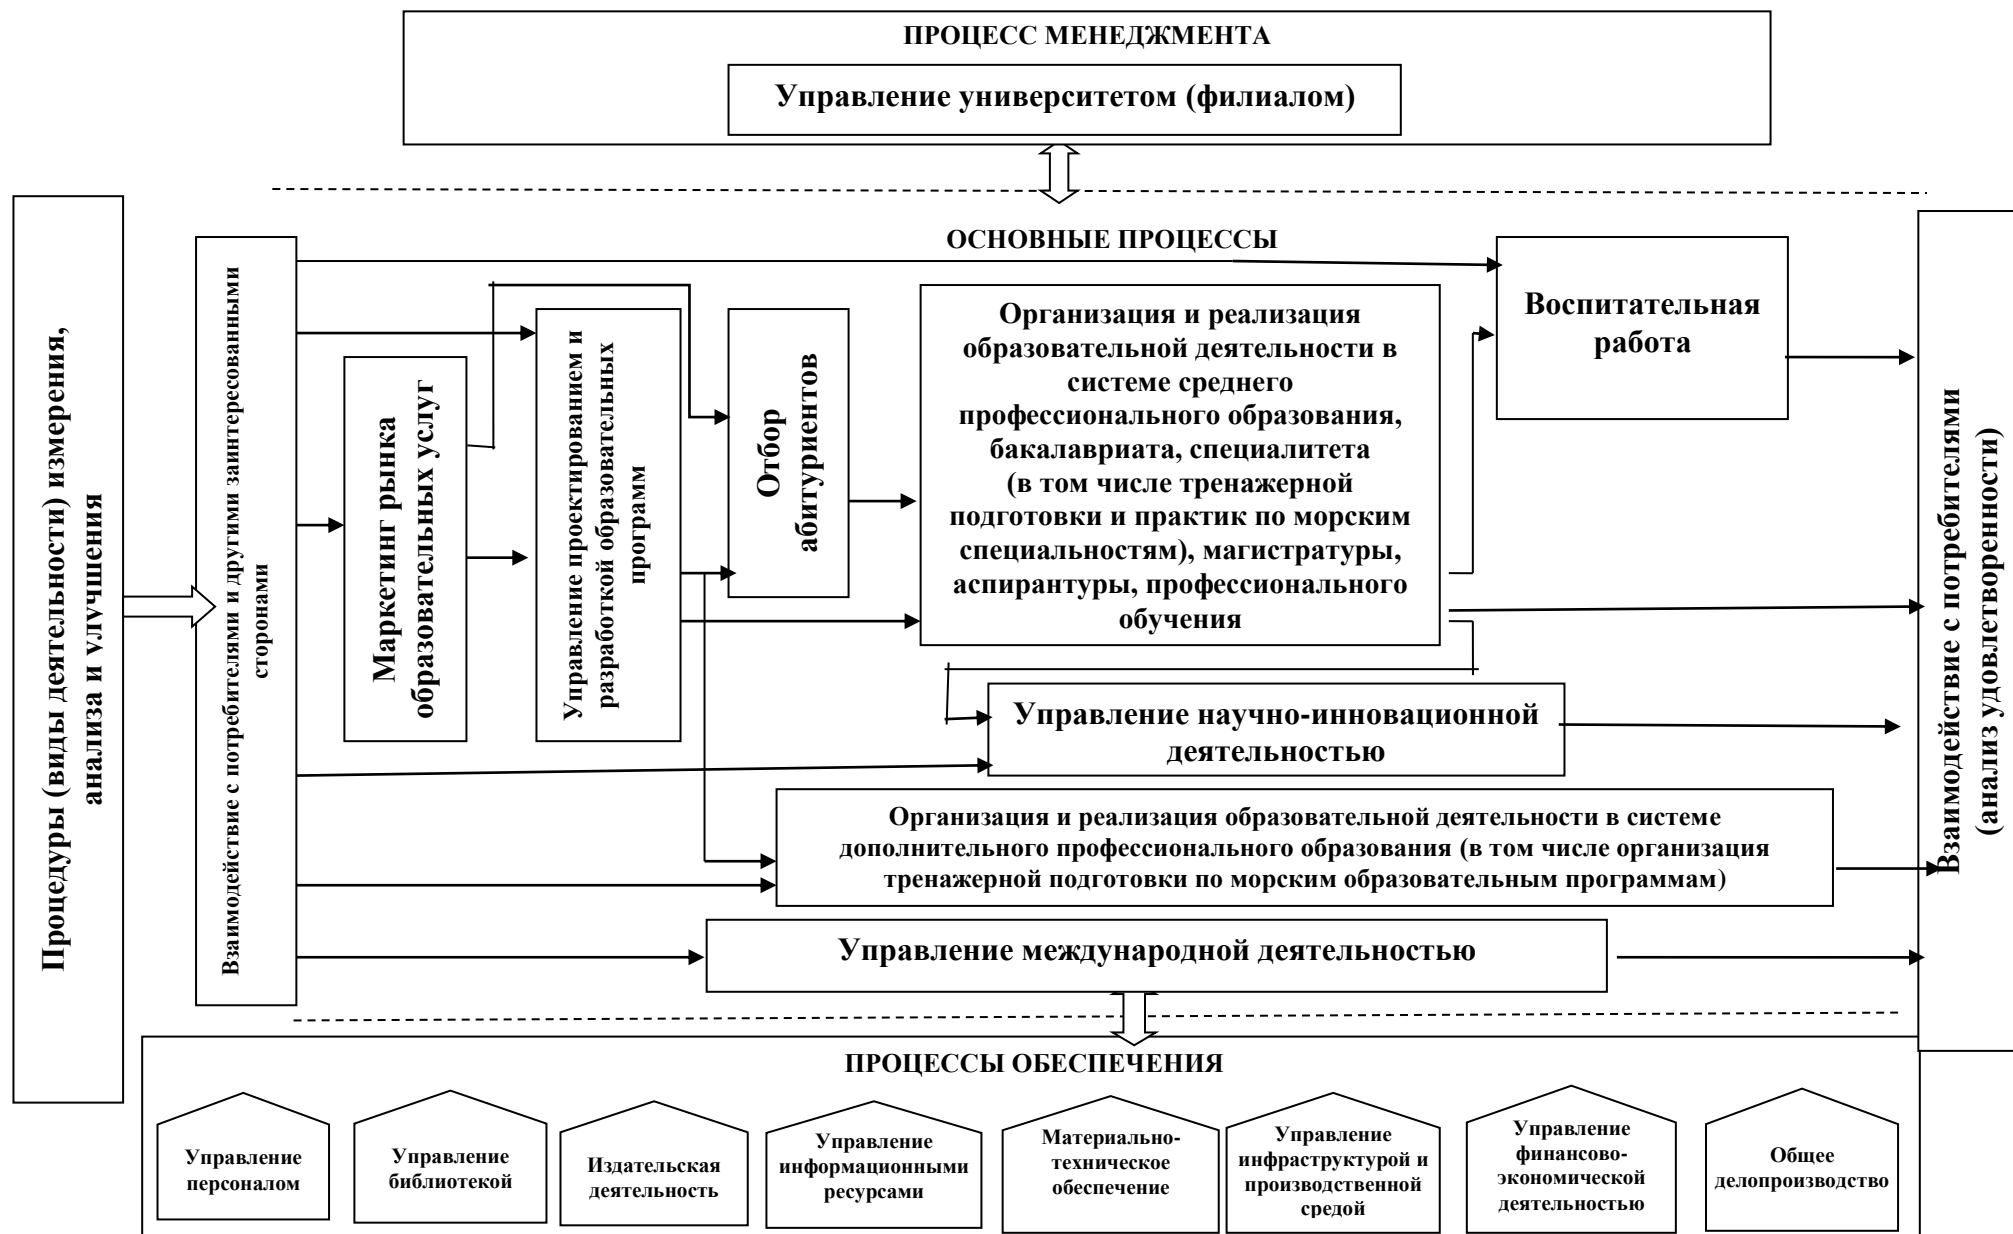 ПРОЦЕСС МЕНЕДЖМЕНТА
Управление университетом (филиалом)
Процедуры (виды деятельности) измерения,
анализа и улучшения
Взаимодействие с потребителями и другими заинтересованными
сторонами
ОСНОВНЫЕ ПРОЦЕССЫ
Маркетинг рынка
образовательных услуг
Управление проектированием и
разработкой образовательных
программ
Отбор
абитуриентов
Организация и реализация
образовательной деятельности в
системе среднего
профессионального образования,
бакалавриата, специалитета
(в том числе тренажерной
подготовки и практик по морским
специальностям), магистратуры,
аспирантуры, профессионального
обучения
Воспитательная
работа
Управление научно-инновационной
деятельностью
Организация и реализация образовательной деятельности в системе
дополнительного профессионального образования (в том числе организация
тренажерной подготовки по морским образовательным программам)
Управление международной деятельностью
Взаимодействие с потребителями
(анализ удовлетворенности)
ПРОЦЕССЫ ОБЕСПЕЧЕНИЯ
Управление
персоналом
Управление
библиотекой
Издательская
деятельность
Управление
информационными
ресурсами
Материально-
техническое
обеспечение
Управление
инфраструктурой и
производственной
средой
Управление
финансово-
экономической
деятельностью
Общее
делопроизводство